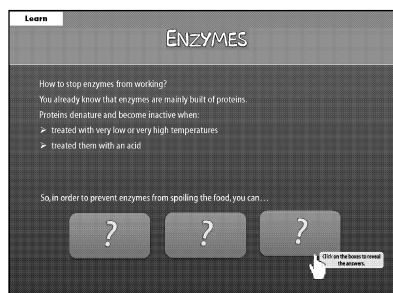 Learn
ENZYMES
How to stop enzymes from working?
You already know that enzymes are mainly built of proteins.
Proteins denature and become inactive when:
➢ treated with very low or very high temperatures
➢ treated them with an acid
So, in order to prevent enzymes from spoiling the food, you can…
? ? ?
Click on the boxes to reveal
the answers.